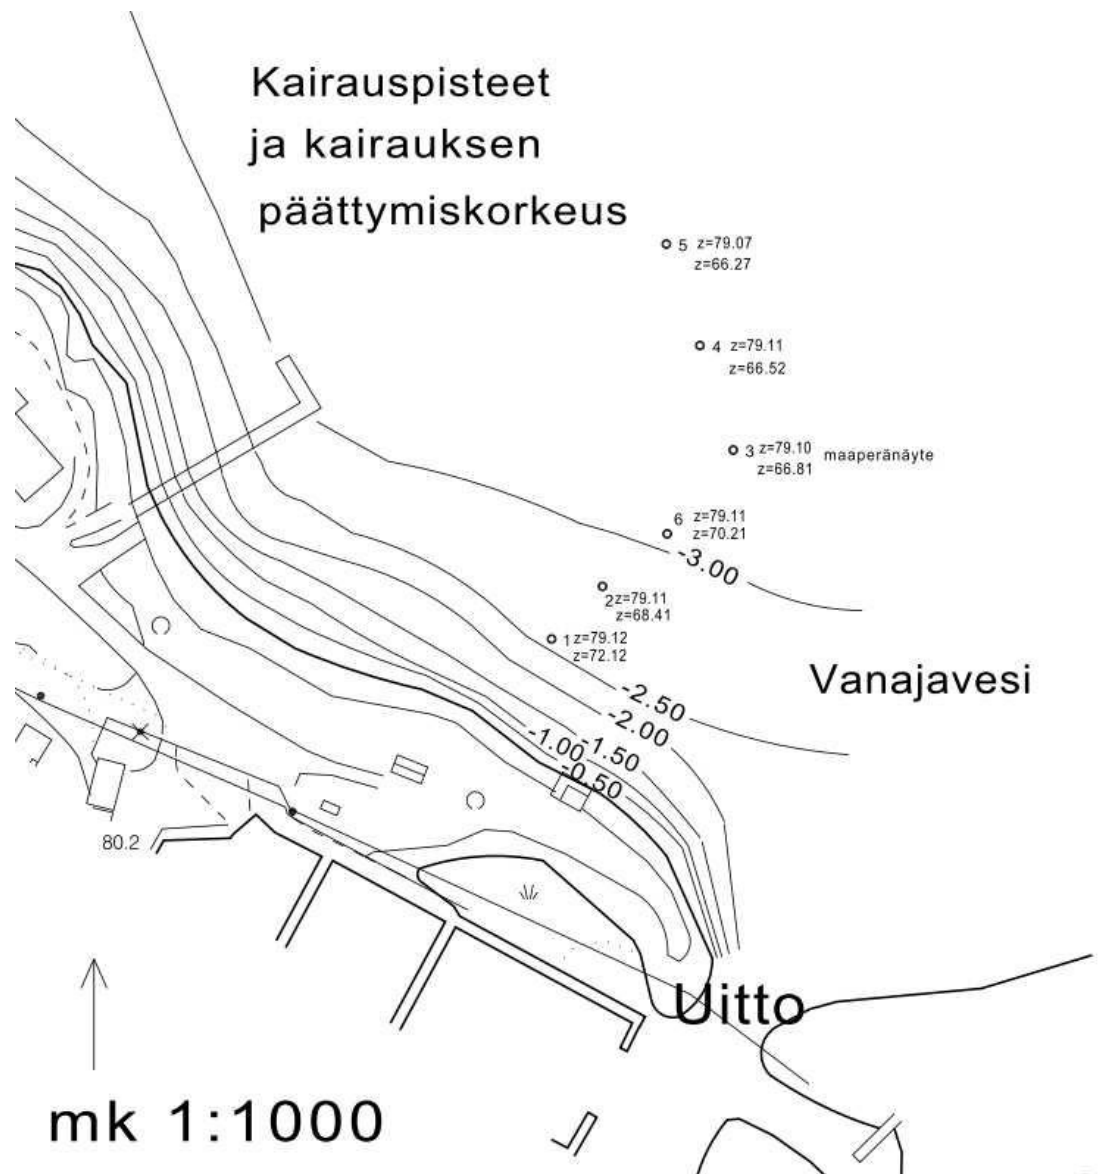 Kairauspisteet
ja kairauksen
päättymiskorkeus
5 z=79.07
z=66.27
4 z=79.11
z=66.52
3 z=79.10 maaperänäyte
z=66.81
6 z=79.11
z=70.21
-3.00
2 z=79.11
z=68.41
1 z=79.12
z=72.12
Vanajavesi
-2.50
-2.00
-1.50
-1.00
-0.50
80.2
Uitto
mk 1:1000